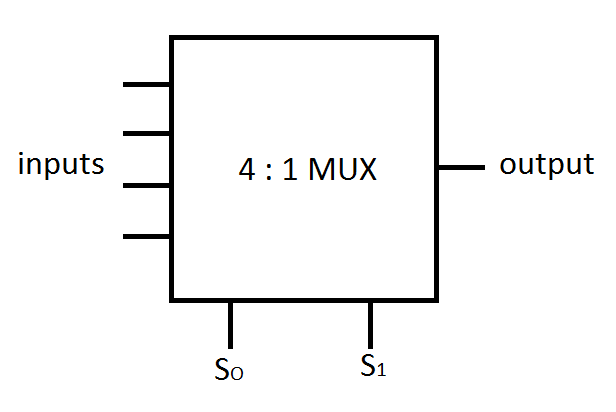 inputs
4 : 1 MUX
output
S0
S1